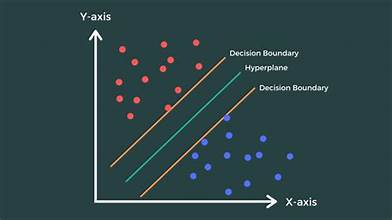 Y-axis
Decision Boundary
Hyperplane
Decision Boundary
X-axis